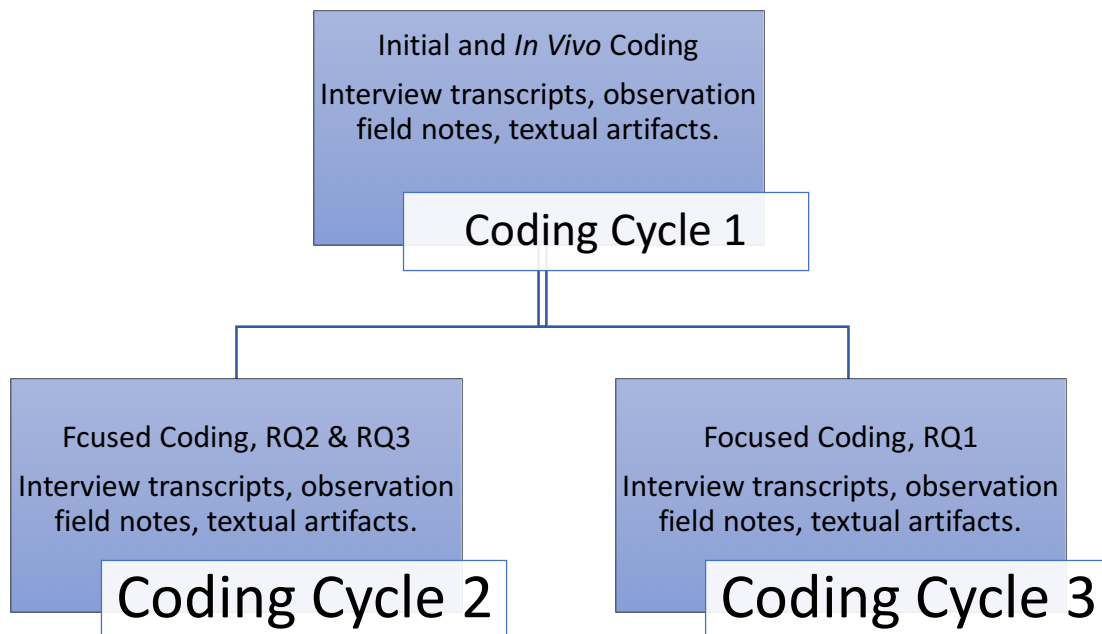 Initial and In Vivo Coding
Interview transcripts, observation
field notes, textual artifacts.
Coding Cycle 1
Fcused Coding, RQ2 & RQ3
Interview transcripts, observation
field notes, textual artifacts.
Coding Cycle 2
Focused Coding, RQ1
Interview transcripts, observation
field notes, textual artifacts.
Coding Cycle 3